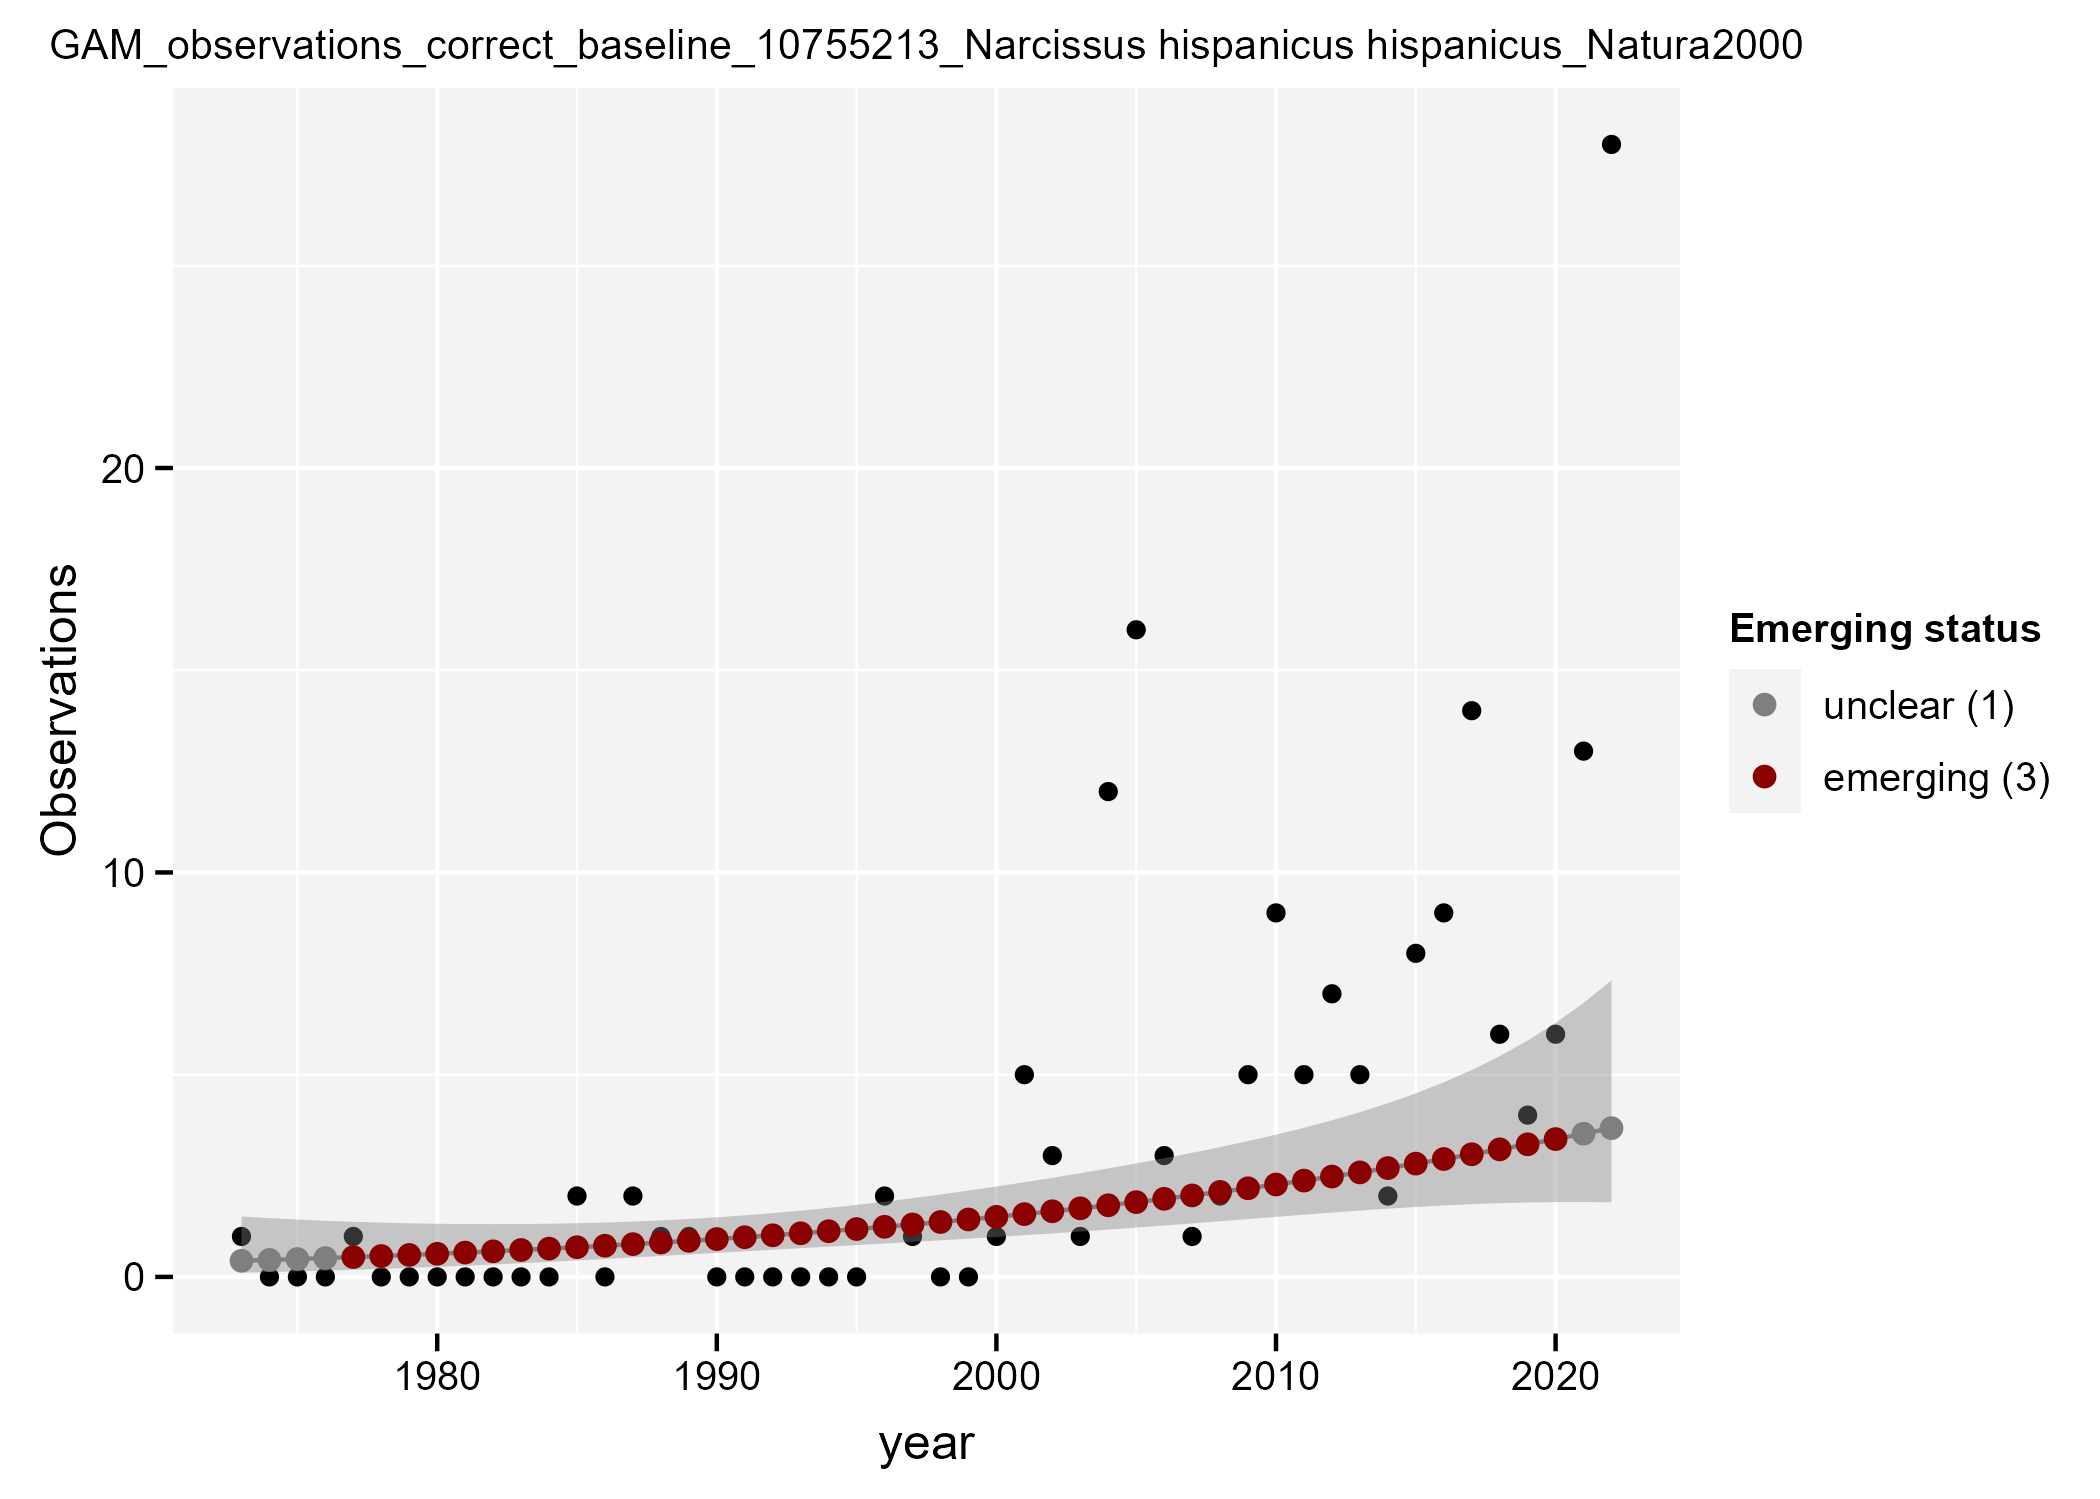 GAM_observations_correct_baseline_10755213_Narcissus hispanicus hispanicus_Natura2000
Observations
20
10
0
1980 1990 2000 2010 2020
year
Emerging status
unclear (1)
emerging (3)